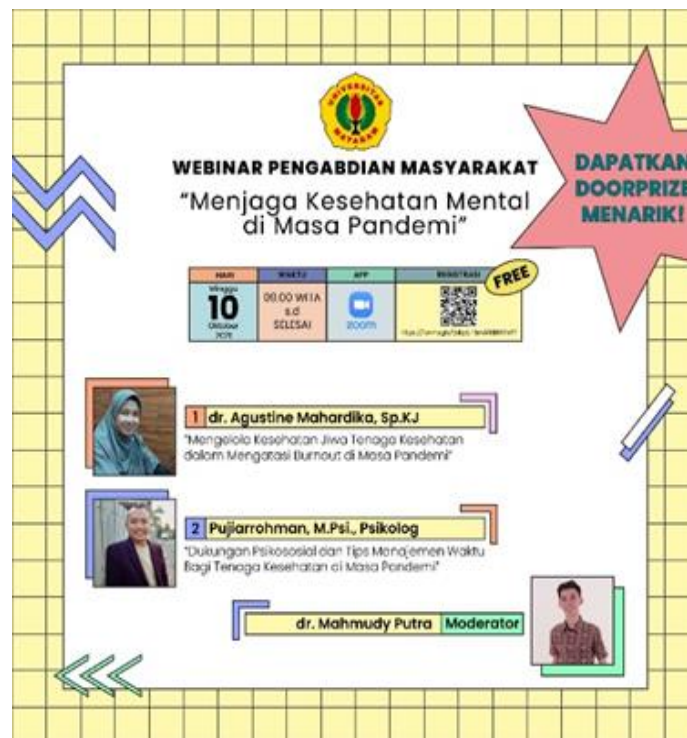 UNIVERSITAS
MATARAM
WEBINAR PENGABDIAN MASYARAKAT
"Menjaga Kesehatan Mental
di Masa Pandemi"
DAPATKAN
DOORPRIZE
MENARIK!
HARI
WAKTU
APP
REGISTRASI
FREE
Minggu
10
Oktober
WITA
s.d
SELESAI
zoom
1 dr. Agustine Mahardika, Sp.KJ
"Mengelola Kesehatan Jiwa Tenaga Kesehatan
dalam Mengatasi Burnout di Masa Pandemi"
2 Pujiarrohman, M.Psi., Psikolog
"Dukungan Psikososial dan Tips Manajemen Waktu
Bagi Tenaga Kesehatan di Masa Pandemi"
dr. Mahmudy Putra Moderator